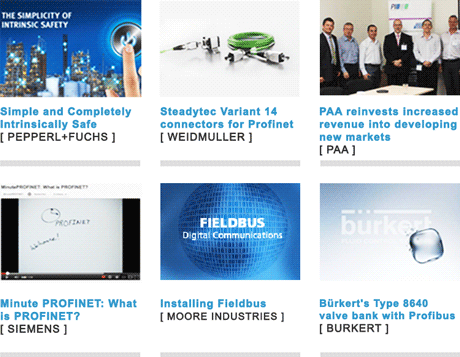 THE SIMPLICITY OF
INTRINSIC SAFETY
Simple and Completely
Intrinsically Safe
[ PEPPERL+FUCHS ]
Steadytec Variant 14
connectors for Profinet
[ WEIDMULLER ]
PAA reinvests increased
revenue into developing
new markets
[ PAA ]
MinutePROFINET: What is PROFINET?
PROFINET
Welcome!
Minute PROFINET: What
is PROFINET?
[ SIEMENS ]
FIELDBUS
Digital Communications
Installing Fieldbus
[ MOORE INDUSTRIES ]
bürkert
Bürkert's Type 8640
valve bank with Profibus
[ BURKERT ]